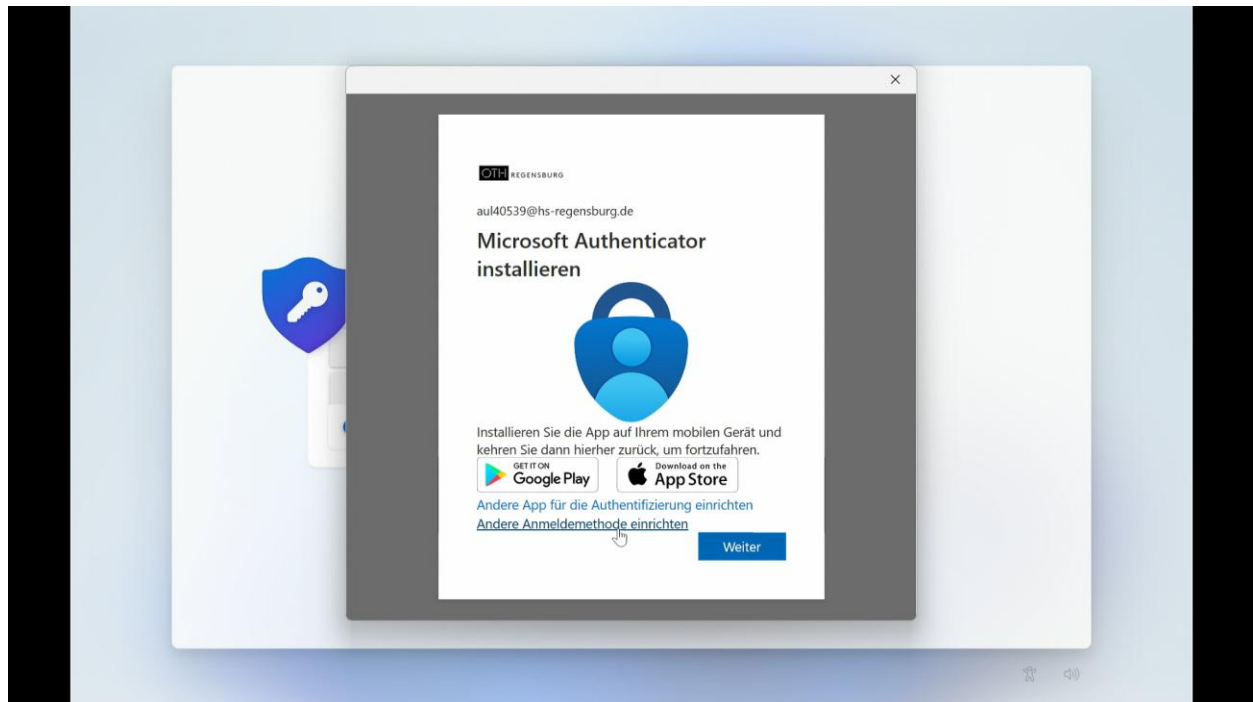 OTH REGENSBURG
aul40539@hs-regensburg.de
Microsoft Authenticator
installieren
Installieren Sie die App auf Ihrem mobilen Gerät und
kehren Sie dann hierher zurück, um fortzufahren.
GET IT ON
Google Play
Download on the
App Store
Andere App für die Authentifizierung einrichten
Andere Anmeldemethode einrichten
Weiter